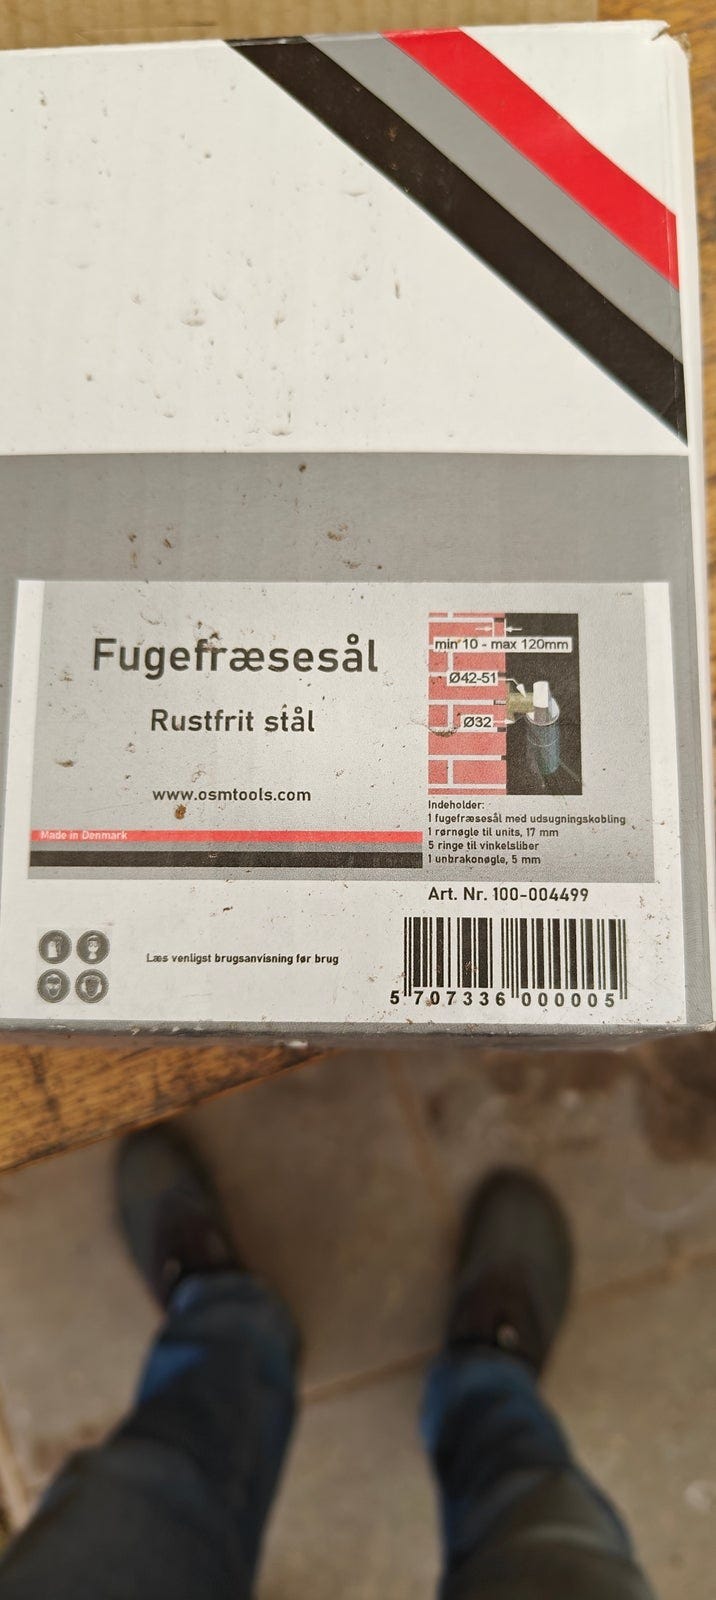 Fugefræsesål
Rustfrit stål
www.osmtools.com
Made in Denmark
min 10 - max 120mm
Ø42-51
Ø32
Indeholder:
1 fugefræsesål med udsugningskobling
1 rørnøgle til units, 17 mm
5 ringe til vinkelsliber
1 unbrakonøgle, 5 mm
Art. Nr. 100-004499
Læs venligst brugsanvisning før brug
5 707336 000005